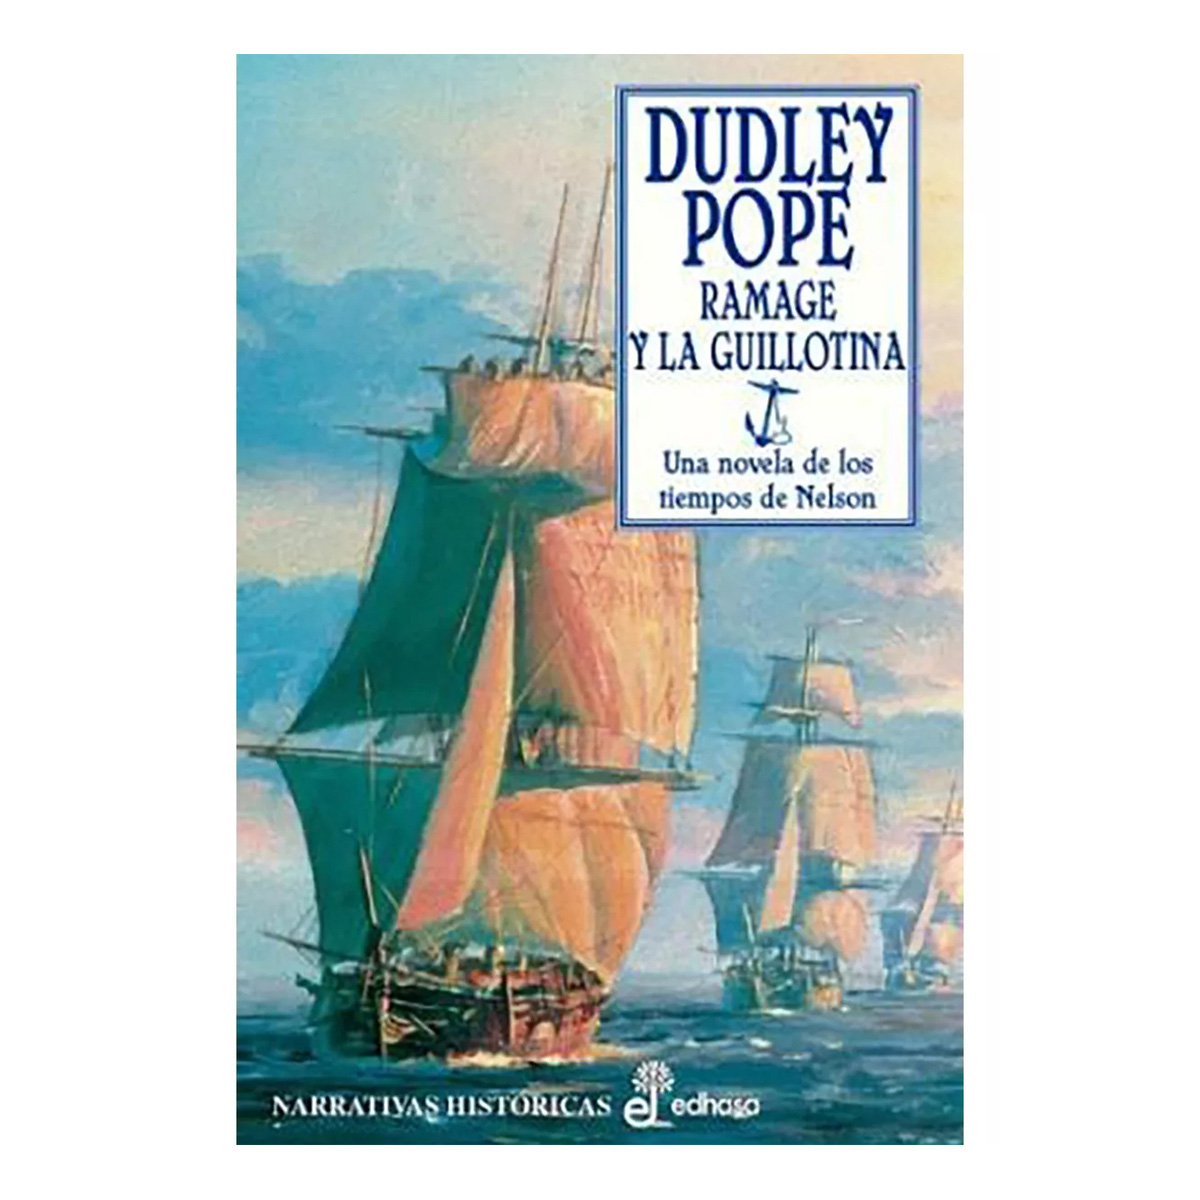 DUDLEY
POPE
RAMAGE
Y LA GUILLOTINA
Una novela de los
tiempos de Nelson
NARRATIVAS HISTÓRICAS edhasa